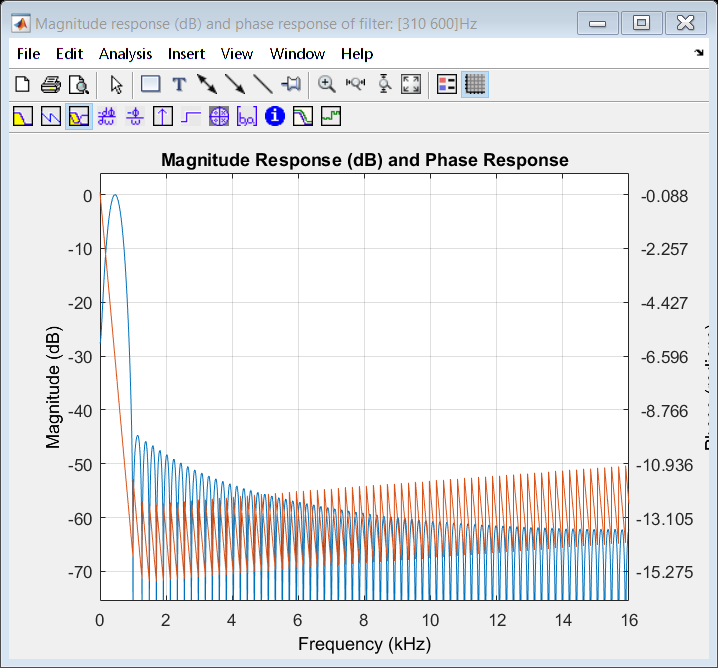 Magnitude response (dB) and phase response of filter: [310 600]Hz
File Edit Analysis Insert View Window Help
Magnitude Response (dB) and Phase Response
Magnitude (dB)
0
-10
-20
-30
-40
-50
-60
-70
-0.088
-2.257
-4.427
-6.596
-8.766
-10.936
-13.105
-15.275
0 2 4 6 8 10 12 14 16
Frequency (kHz)